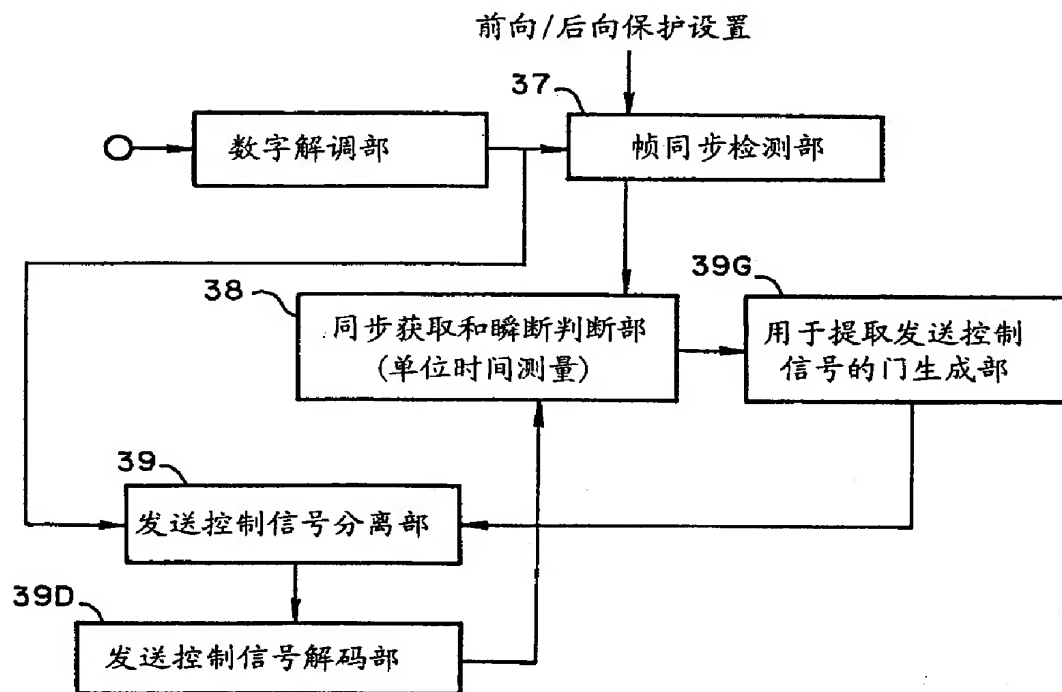 前向/后向保护设置
37
数字解调部
帧同步检测部
38
39G
同步获取和瞬断判断部
(单位时间测量)
用于提取发送控制
信号的门生成部
39
发送控制信号分离部
39D
发送控制信号解码部